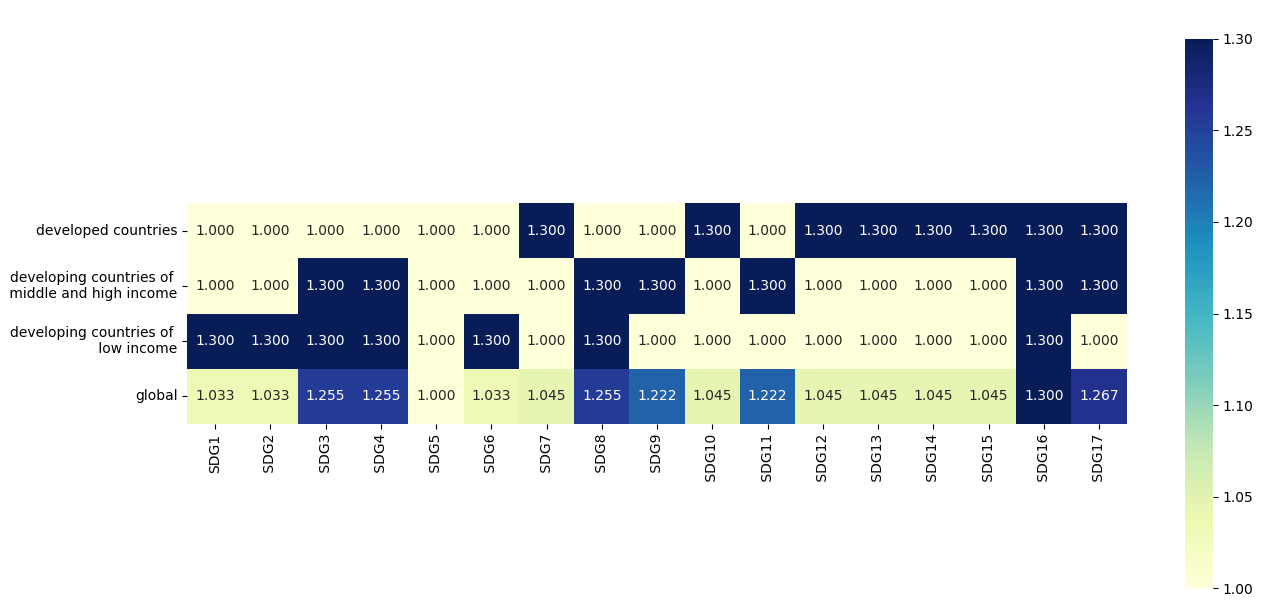 developed countries 1.000 1.000 1.000 1.000 1.000 1.000 1.300 1.000 1.000 1.300 1.000 1.300 1.300 1.300 1.300 1.300 1.300
developing countries of
middle and high income 1.000 1.000 1.300 1.300 1.000 1.000 1.000 1.300 1.300 1.000 1.300 1.000 1.000 1.000 1.000 1.300 1.300
developing countries of
low income 1.300 1.300 1.300 1.300 1.000 1.300 1.000 1.300 1.000 1.000 1.000 1.000 1.000 1.000 1.000 1.300 1.000
global 1.033 1.033 1.255 1.255 1.000 1.033 1.045 1.255 1.222 1.045 1.222 1.045 1.045 1.045 1.045 1.300 1.267
SDG1 SDG2 SDG3 SDG4 SDG5 SDG6 SDG7 SDG8 SDG9 SDG10 SDG11 SDG12 SDG13 SDG14 SDG15 SDG16 SDG17
1.30
1.25
1.20
1.15
1.10
1.05
1.00